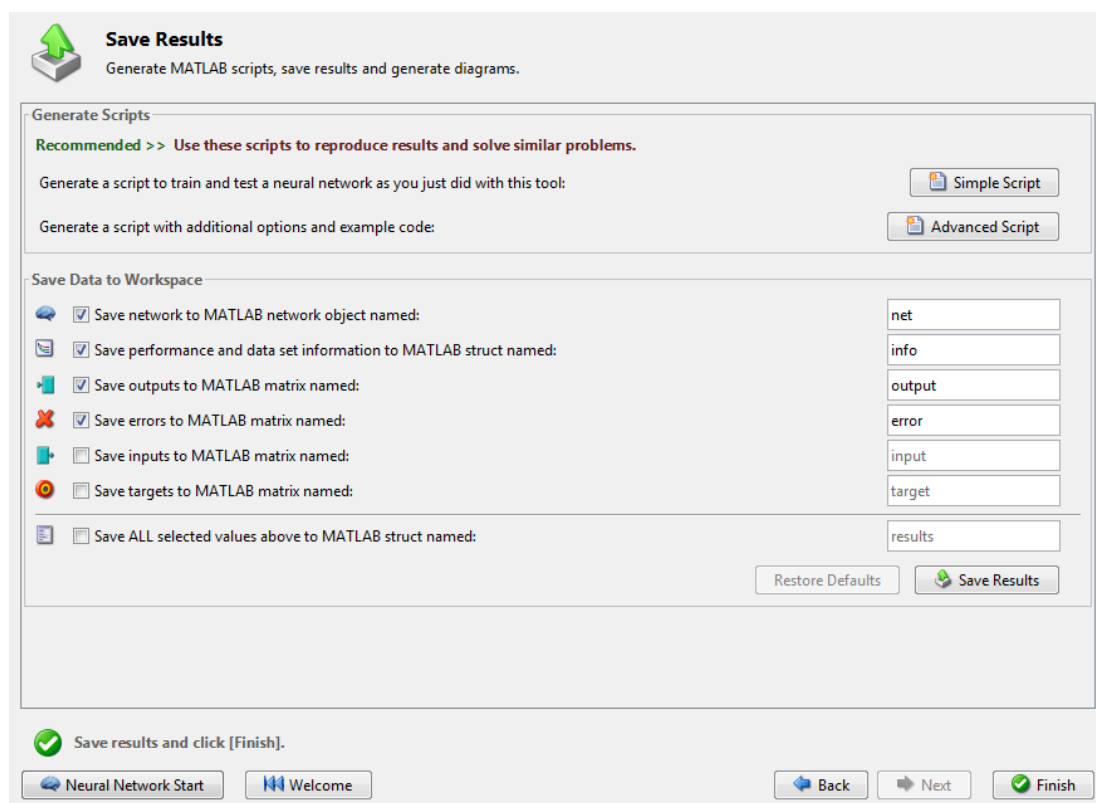 Save Results
Generate MATLAB scripts, save results and generate diagrams.
Generate Scripts
Recommended >> Use these scripts to reproduce results and solve similar problems.
Generate a script to train and test a neural network as you just did with this tool: Simple Script
Generate a script with additional options and example code: Advanced Script
Save Data to Workspace
Save network to MATLAB network object named: net
Save performance and data set information to MATLAB struct named: info
Save outputs to MATLAB matrix named: output
Save errors to MATLAB matrix named: error
Save inputs to MATLAB matrix named: input
Save targets to MATLAB matrix named: target
Save ALL selected values above to MATLAB struct named: results
Restore Defaults Save Results
Save results and click [Finish].
Neural Network Start Welcome Back Next Finish